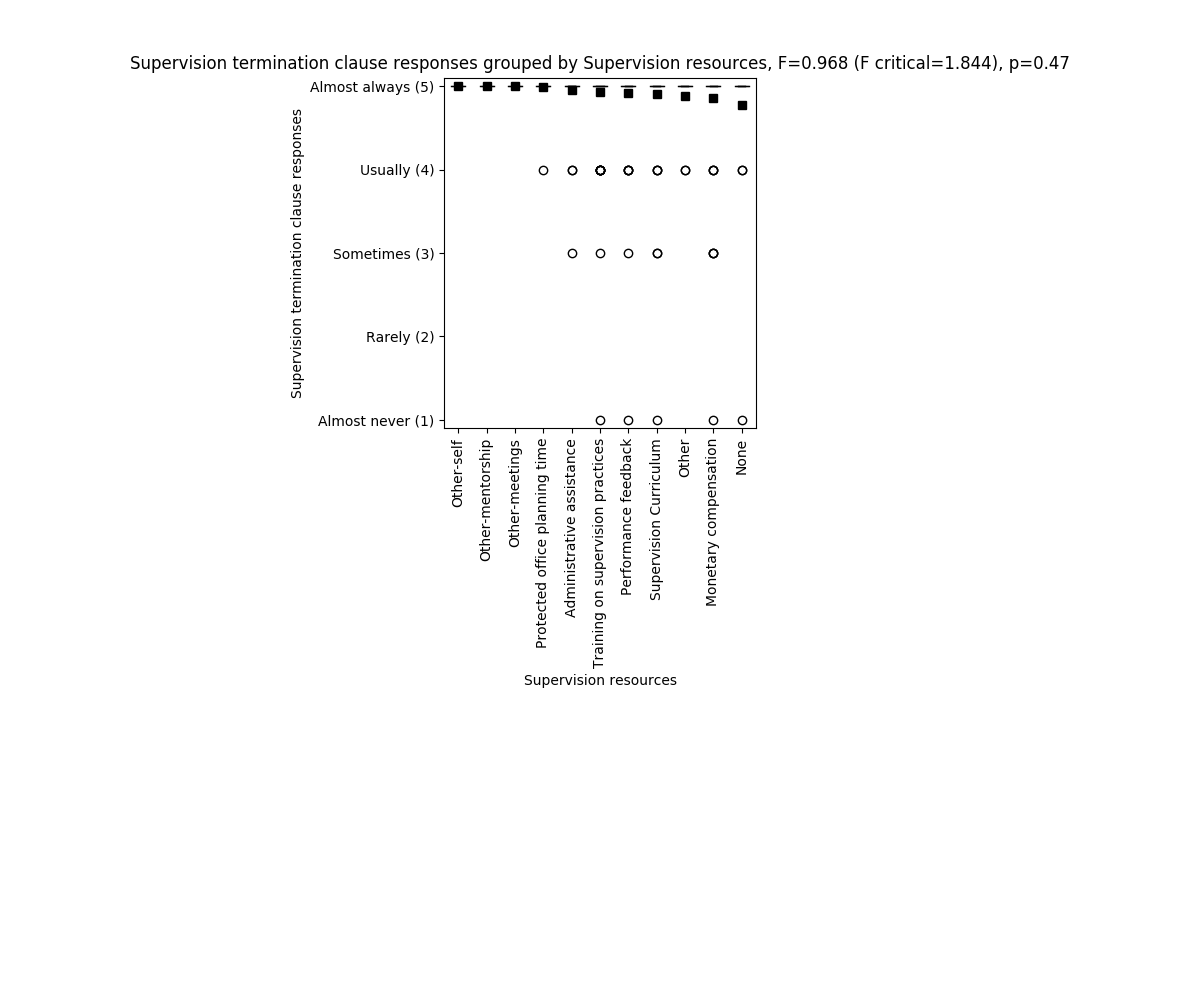 Supervision termination clause responses grouped by Supervision resources, F=0.968 (F critical=1.844), p=0.47
Supervision termination clause responses
Almost always (5)
Usually (4)
Sometimes (3)
Rarely (2)
Almost never (1)
Other-self
Other-mentorship
Other-meetings
Protected office planning time
Administrative assistance
Training on supervision practices
Performance feedback
Supervision Curriculum
Other
Monetary compensation
None
Supervision resources